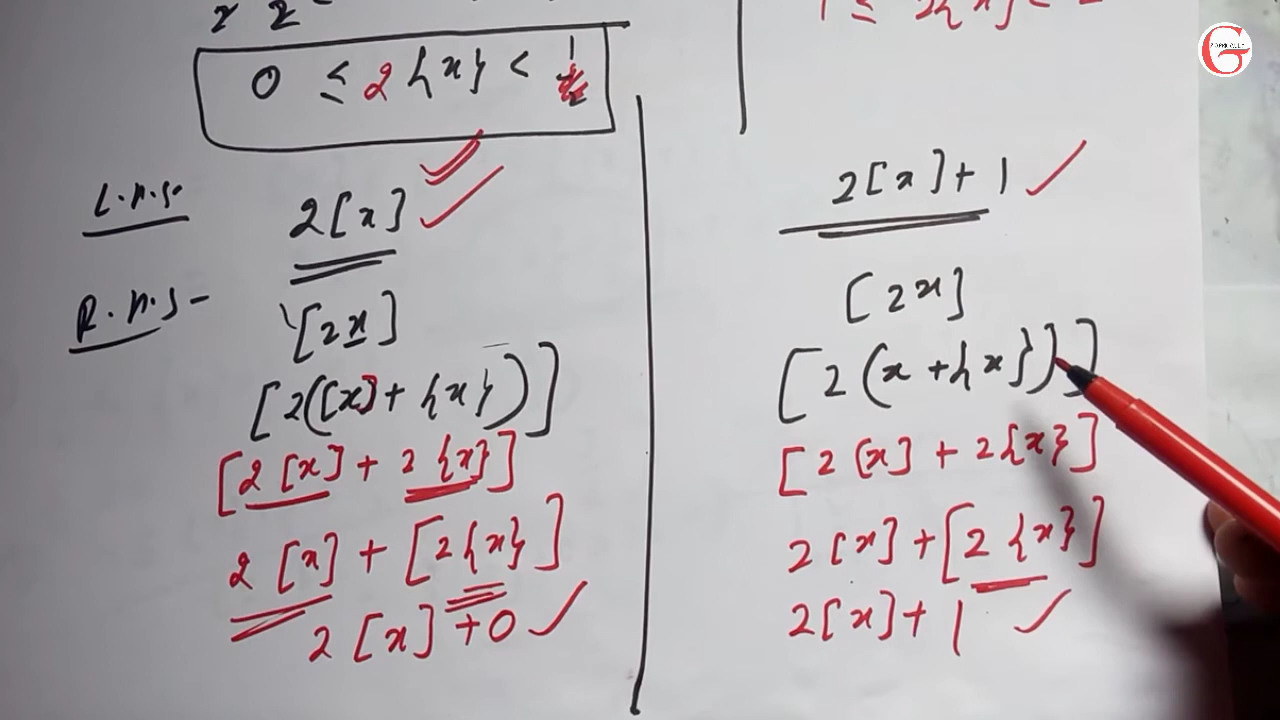 0 ≤ 2{x} < 1
L.H.S.
2[x]
R.H.S-
[2x]
[2([x]+{x})]
[2[x]+2{x}]
2[x]+[2{x}]
2[x]+0
2[x]+1
[2x]
[2(x+{x})]
[2[x]+2{x}]
2[x]+[2{x}]
2[x]+1